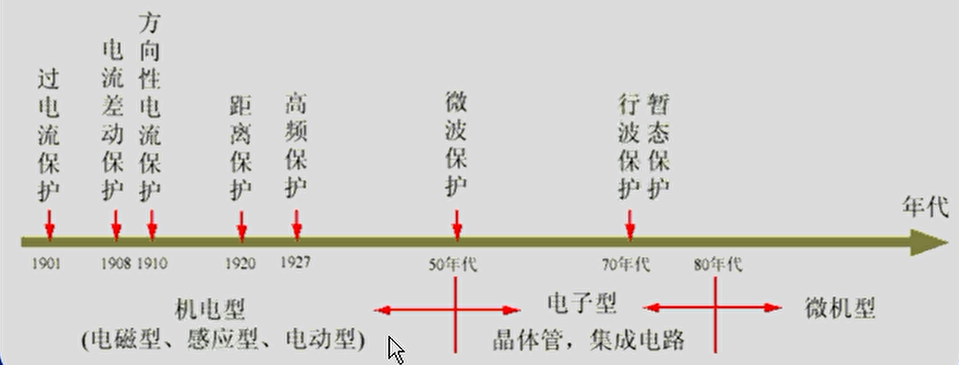 过电流保护
电流差动保护
方向性电流保护
距离保护
高频保护
微波保护
行波保护
暂态保护
年代
1901
1908
1910
1920
1927
50年代
70年代
80年代
机电型
(电磁型、感应型、电动型)
电子型
晶体管，集成电路
微机型